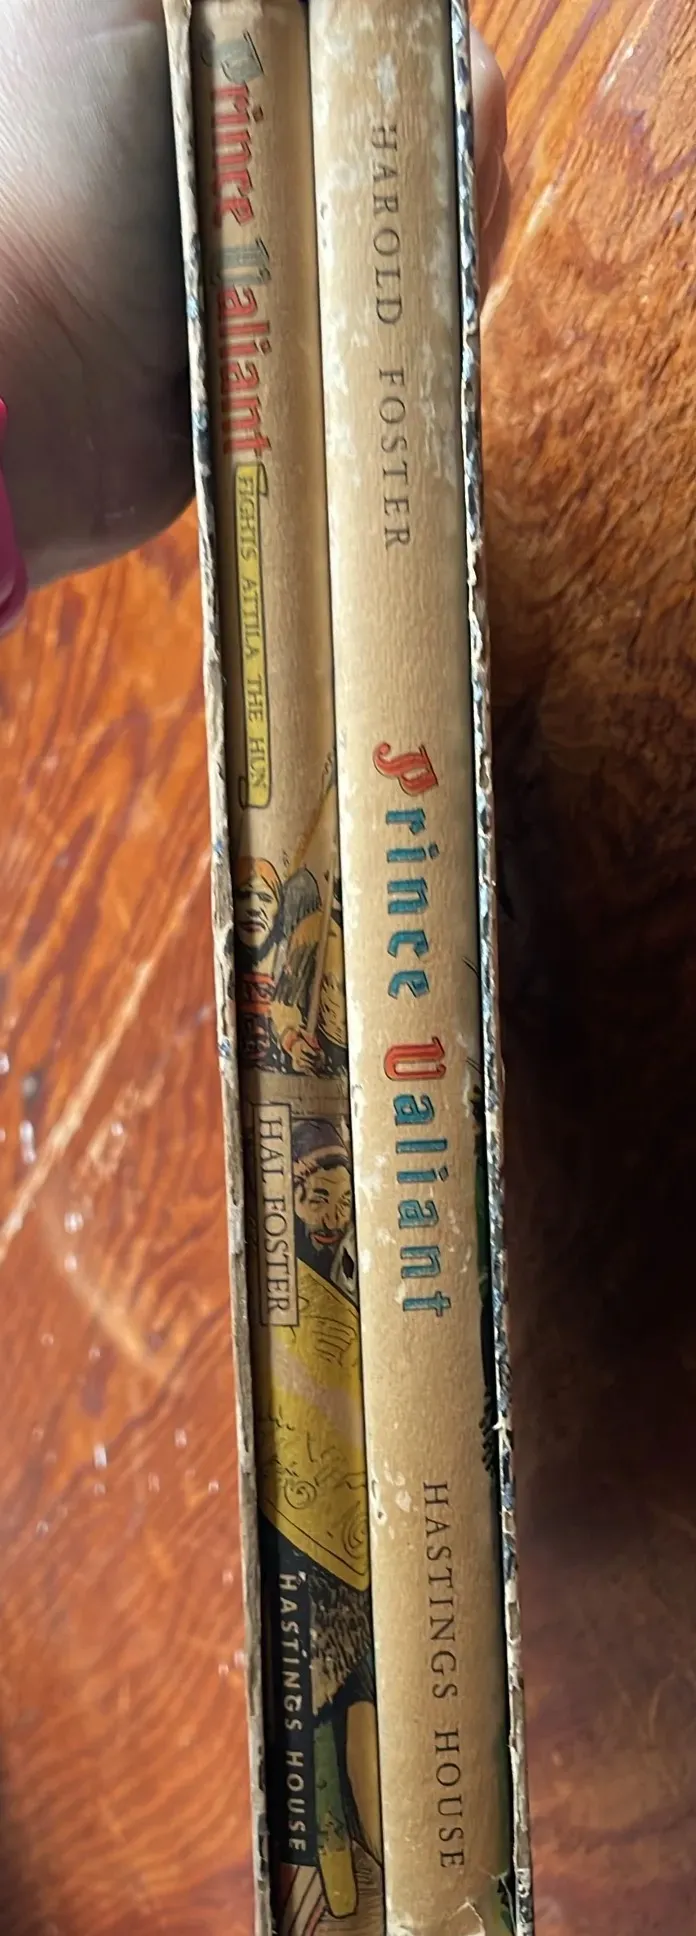 Prince Valiant
FIGHTS ATTILA THE HUN
HAL FOSTER
HASTINGS HOUSE
HAROLD FOSTER
Prince Valiant
HASTINGS HOUSE